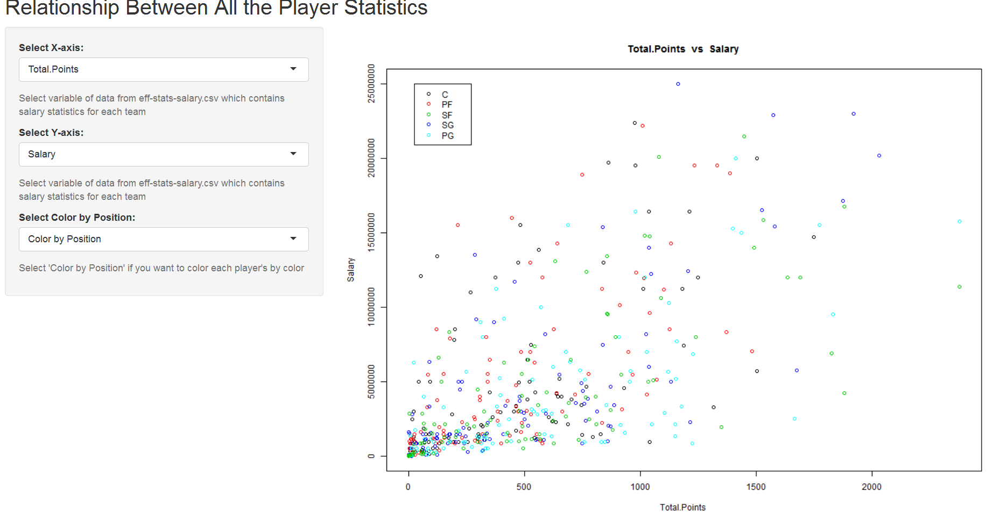 Relationship Between All the Player Statistics
Select X-axis:
Total.Points
Select variable of data from eff-stats-salary.csv which contains
salary statistics for each team
Select Y-axis:
Salary
Select variable of data from eff-stats-salary.csv which contains
salary statistics for each team
Select Color by Position:
Color by Position
Select 'Color by Position' if you want to color each player's by color
Total.Points vs Salary
C
PF
SF
SG
PG
Salary
25000000
20000000
15000000
10000000
5000000
0
0 500 1000 1500 2000
Total.Points